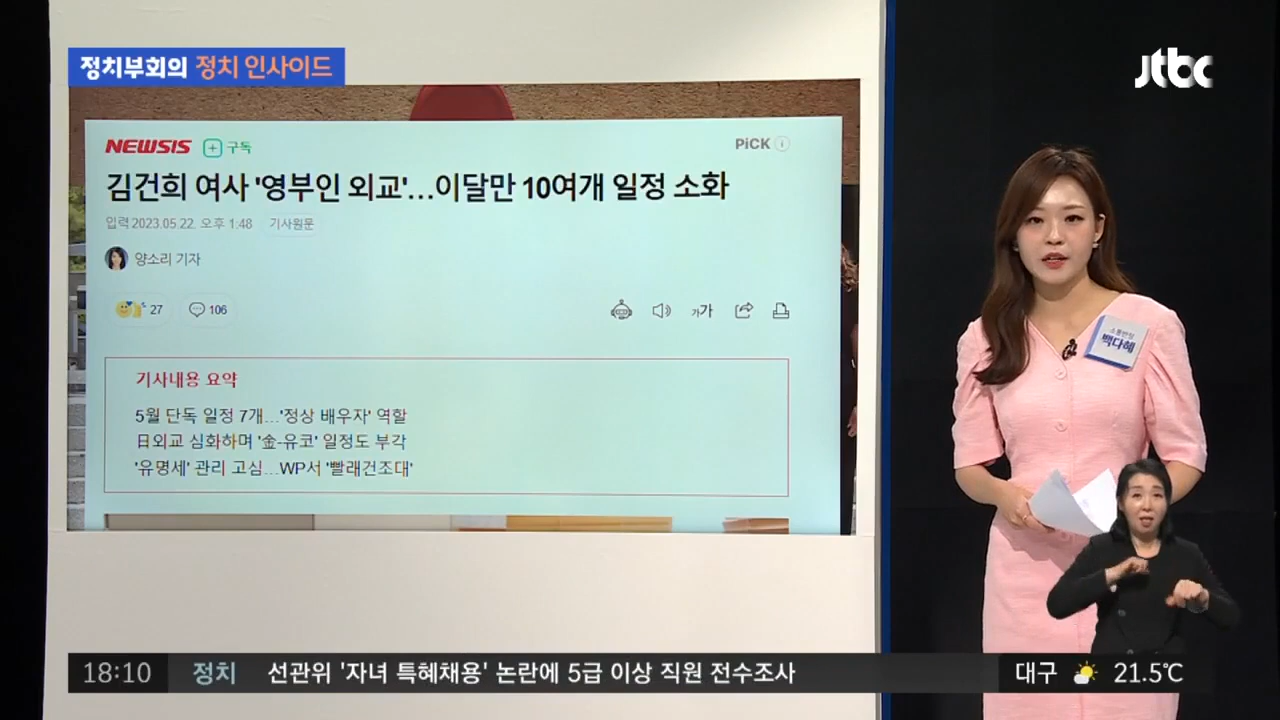 정치부회의 정치 인사이드
jtbc
NEWSIS 구독
PiCK
김건희 여사 '영부인 외교'...이달만 10여개 일정 소화
입력 2023.05.22. 오후 1:48 기사원문
양소리 기자
27 106
가가
기사내용 요약
5월 단독 일정 7개...'정상 배우자' 역할
日외교 심화하며 '金-유코' 일정도 부각
'유명세' 관리 고심...WP서 '빨래건조대'
소통반장
백다혜
18:10 정치 선관위 '자녀 특혜채용' 논란에 5급 이상 직원 전수조사 대구 21.5℃